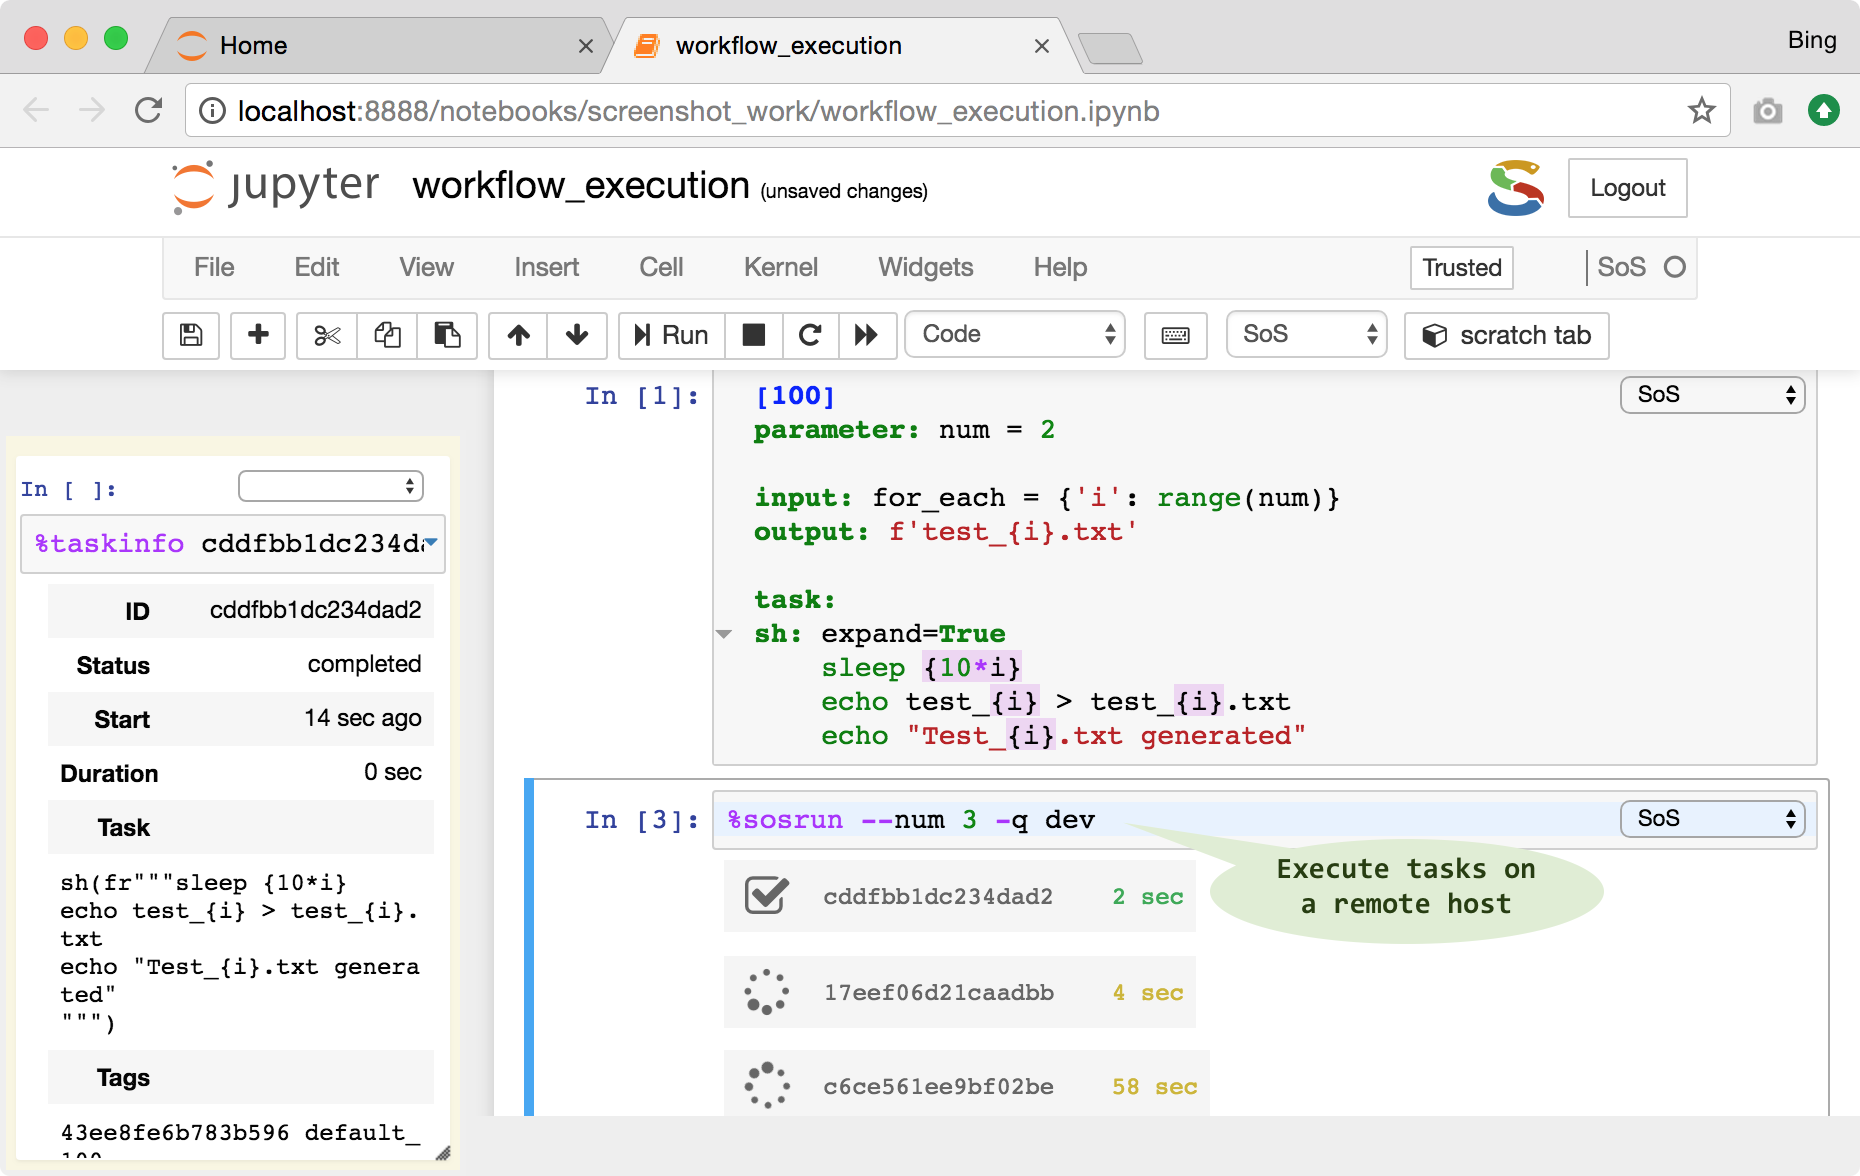 Home
workflow_execution
Bing
localhost:8888/notebooks/screenshot_work/workflow_execution.ipynb
jupyter workflow_execution (unsaved changes)
Logout
File Edit View Insert Cell Kernel Widgets Help Trusted SoS
Run Code SoS scratch tab
In [ ]:
%taskinfo cddfbb1dc234d
ID cddfbb1dc234dad2
Status completed
Start 14 sec ago
Duration 0 sec
Task
sh(fr"""sleep {10*i}
echo test_{i} > test_{i}.
txt
echo "Test_{i}.txt genera
ted"
""")
Tags
43ee8fe6b783b596 default_
In [1]:
SoS
[100]
parameter: num = 2
input: for_each = {'i': range(num)}
output: f'test_{i}.txt'
task:
sh: expand=True
sleep {10*i}
echo test_{i} > test_{i}.txt
echo "Test_{i}.txt generated"
In [3]:
%sosrun --num 3 -q dev
SoS
Execute tasks on
a remote host
cddfbb1dc234dad2 2 sec
17eef06d21caadbb 4 sec
c6ce561ee9bf02be 58 sec